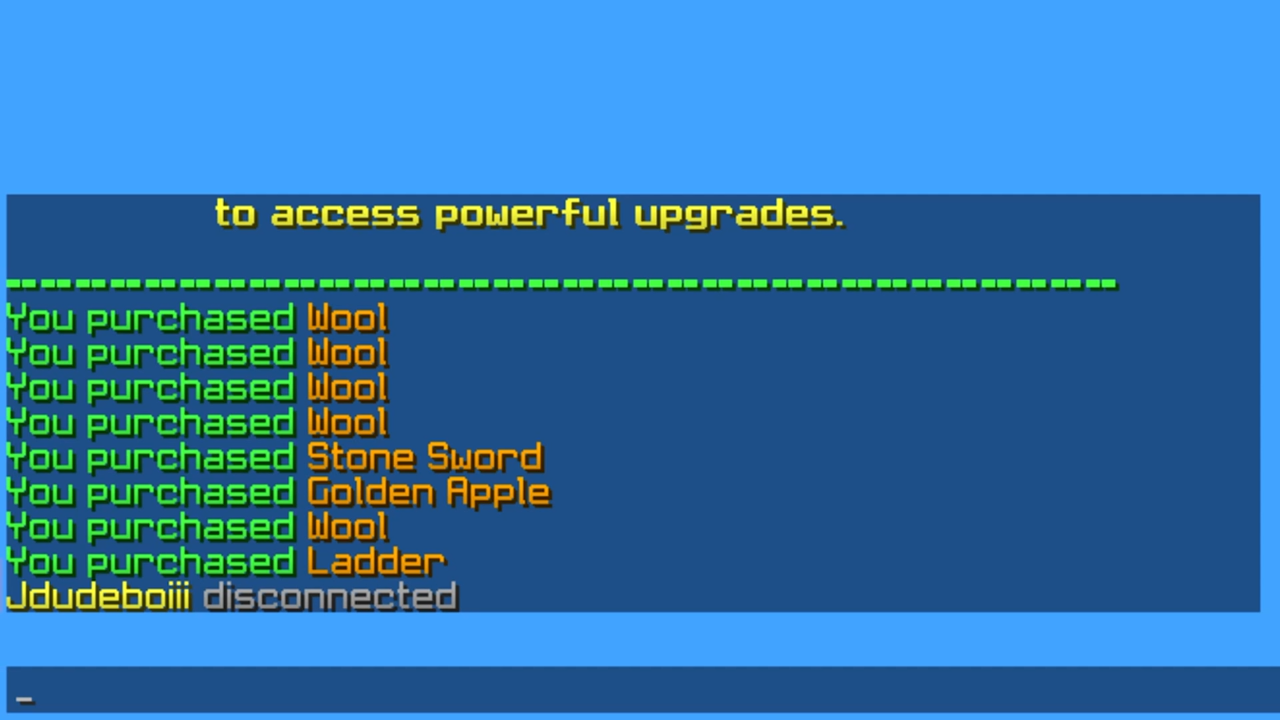 to access powerful upgrades.
--------------------------------
You purchased Wool
You purchased Wool
You purchased Wool
You purchased Wool
You purchased Stone Sword
You purchased Golden Apple
You purchased Wool
You purchased Ladder
Jdudeboiii disconnected
_